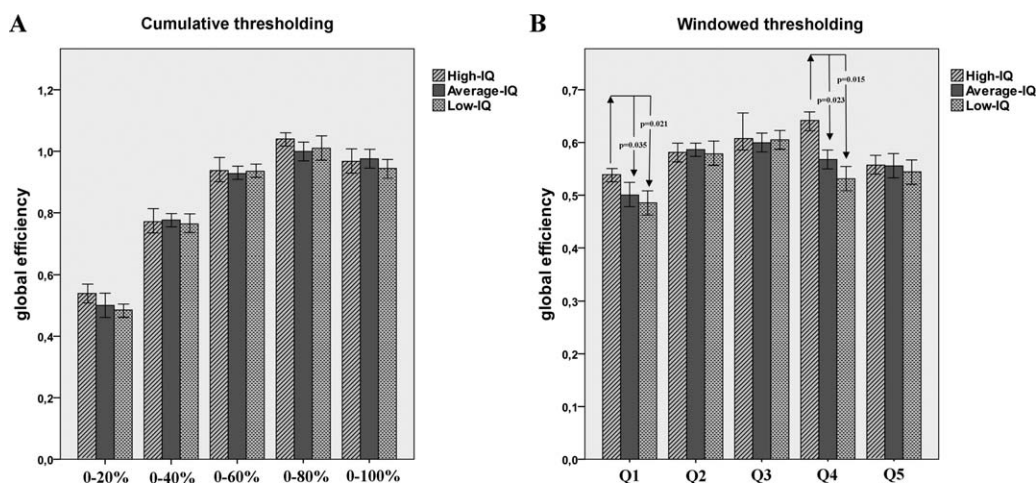 A
Cumulative thresholding
global efficiency
1,2
1,0
0,8
0,6
0,4
0,2
0,0
0-20% 0-40% 0-60% 0-80% 0-100%
High-IQ
Average-IQ
Low-IQ
B
Windowed thresholding
global efficiency
0,7
0,6
0,5
0,4
0,3
0,2
0,1
0,0
p=0.021
p=0.035
p=0.015
p=0.023
Q1 Q2 Q3 Q4 Q5
High-IQ
Average-IQ
Low-IQ